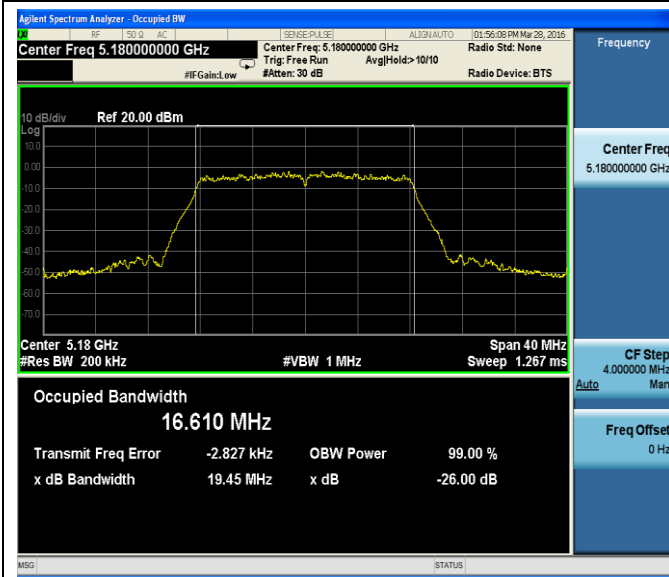 Agilent Spectrum Analyzer - Occupied BW
LXI RF 50 Ω AC SENSE:PULSE ALIGN AUTO 01:56:08 PM Mar 28, 2016
Center Freq 5.180000000 GHz Center Freq: 5.180000000 GHz Radio Std: None
Trig: Free Run Avg|Hold:> 10/10
#IFGain:Low #Atten: 30 dB Radio Device: BTS
10 dB/div Ref 20.00 dBm
Log
10.0
0.00
-10.0
-20.0
-30.0
-40.0
-50.0
-60.0
-70.0
Center 5.18 GHz Span 40 MHz
#Res BW 200 kHz #VBW 1 MHz Sweep 1.267 ms
Occupied Bandwidth
16.610 MHz
Transmit Freq Error -2.827 kHz OBW Power 99.00 %
x dB Bandwidth 19.45 MHz x dB -26.00 dB
MSG STATUS
Frequency
Center Freq
5.180000000 GHz
CF Step
4.000000 MHz
Auto Man
Freq Offset
0 Hz